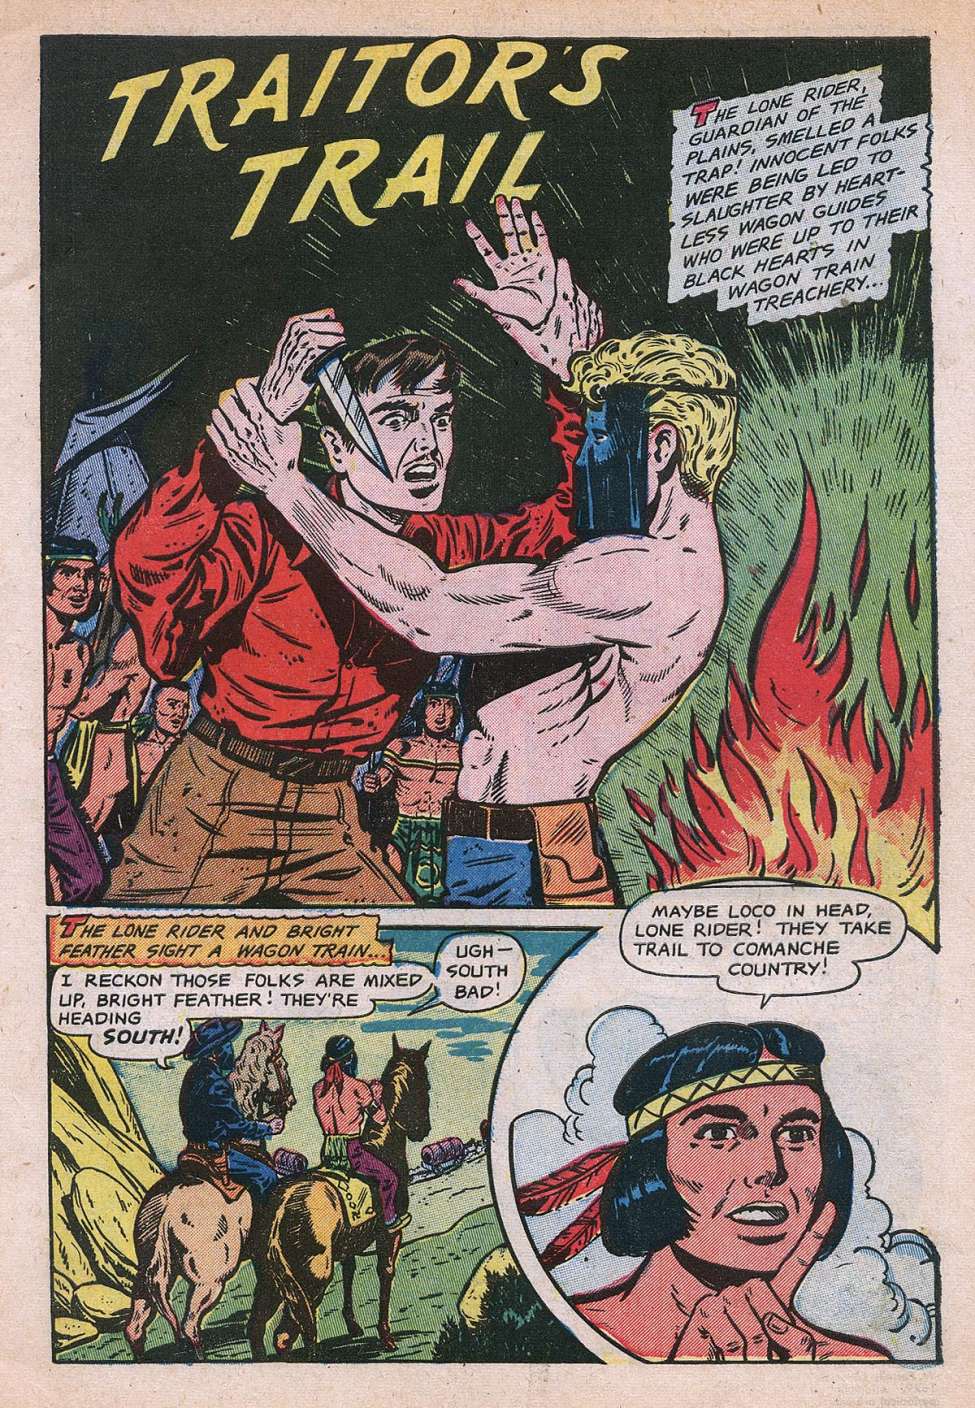 TRAITOR'S
TRAIL
THE LONE RIDER,
GUARDIAN OF THE
PLAINS, SMELLED A
TRAP! INNOCENT FOLKS
WERE BEING LED TO
SLAUGHTER BY HEART-
LESS WAGON GUIDES
WHO WERE UP TO THEIR
BLACK HEARTS IN
WAGON TRAIN
TREACHERY...
THE LONE RIDER AND BRIGHT
FEATHER SIGHT A WAGON TRAIN...
I RECKON THOSE FOLKS ARE MIXED
UP, BRIGHT FEATHER! THEY'RE
HEADING
SOUTH!
UGH—
SOUTH
BAD!
MAYBE LOCO IN HEAD,
LONE RIDER! THEY TAKE
TRAIL TO COMANCHE
COUNTRY!